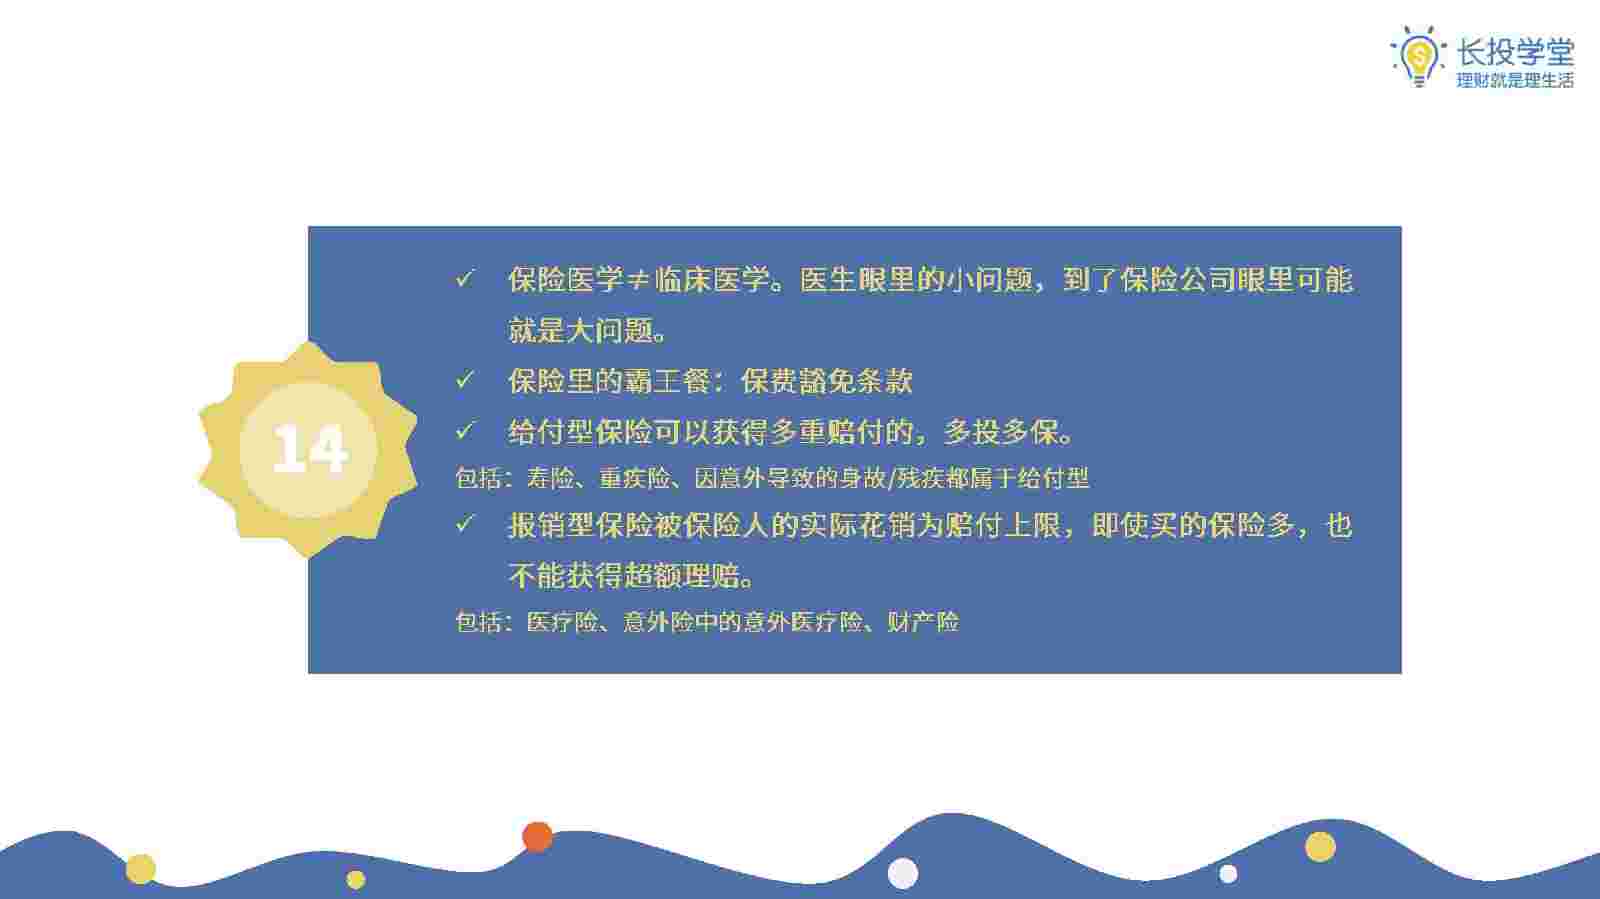 长投学堂
理财就是理生活
✓ 保险医学≠临床医学。医生眼里的小问题，到了保险公司眼里可能
就是大问题。
✓ 保险里的霸王餐：保费豁免条款
✓ 给付型保险可以获得多重赔付的，多投多保。
包括：寿险、重疾险、因意外导致的身故/残疾都属于给付型
✓ 报销型保险被保险人的实际花销为赔付上限，即使买的保险多，也
不能获得超额理赔。
包括：医疗险、意外险中的意外医疗险、财产险
14